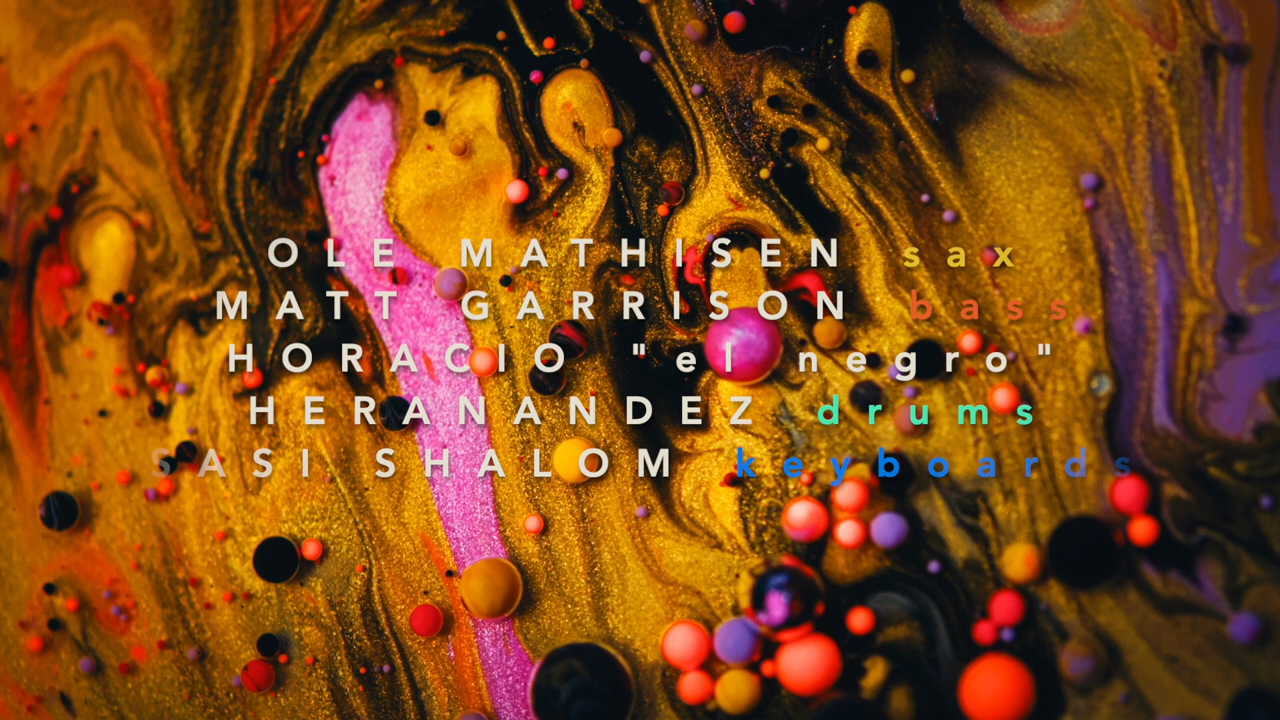 OLE MATHISEN sax
MATT GARRISON bass
HORACIO "el negro"
HERANANDEZ drums
SASI SHALOM keyboards